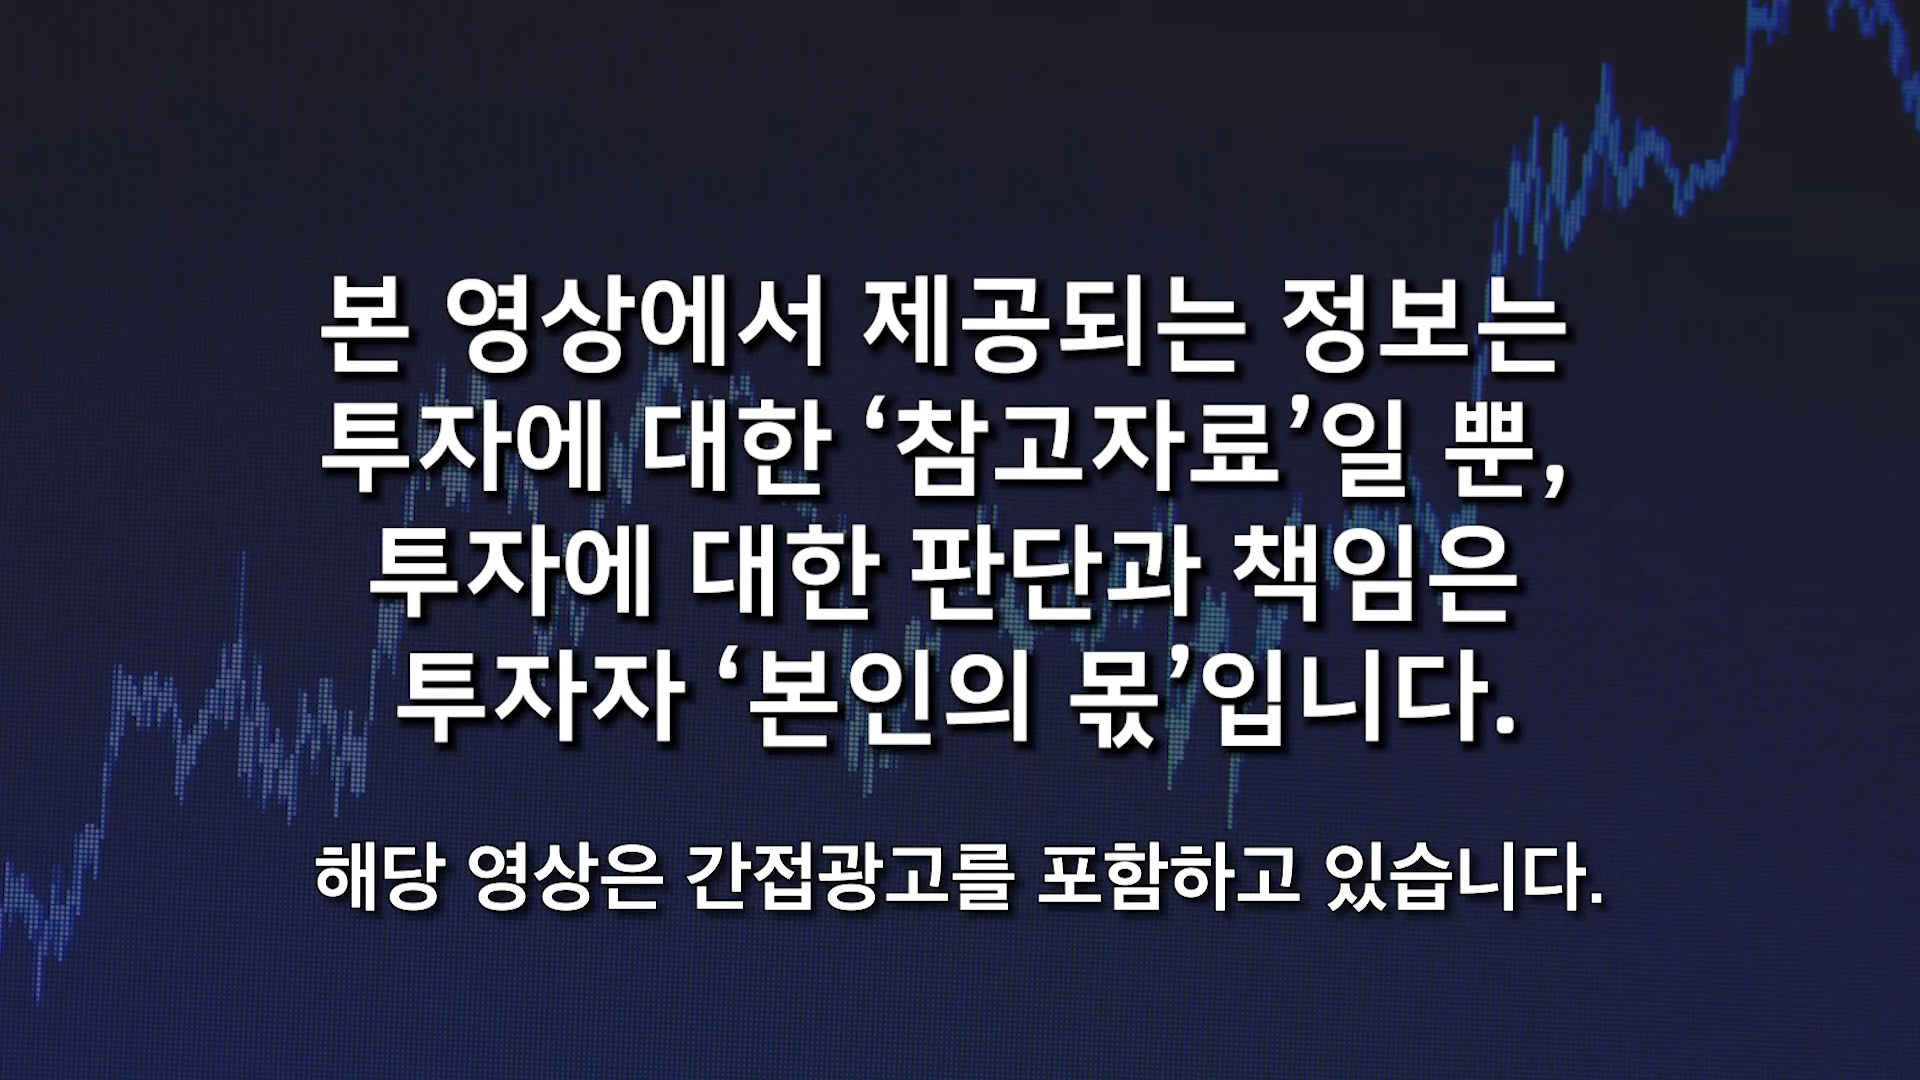 본 영상에서 제공되는 정보는
투자에 대한 ‘참고자료’일 뿐,
투자에 대한 판단과 책임은
투자자 ‘본인의 몫’입니다.
해당 영상은 간접광고를 포함하고 있습니다.